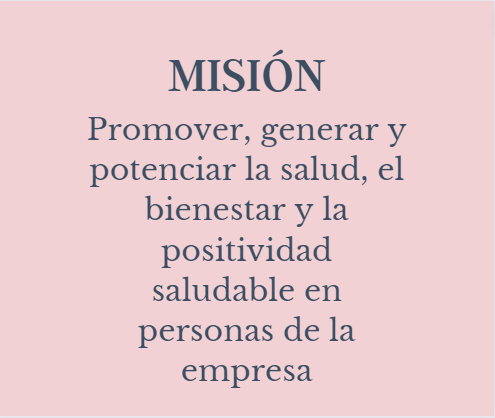 MISIÓN
Promover, generar y
potenciar la salud, el
bienestar y la
positividad
saludable en
personas de la
empresa